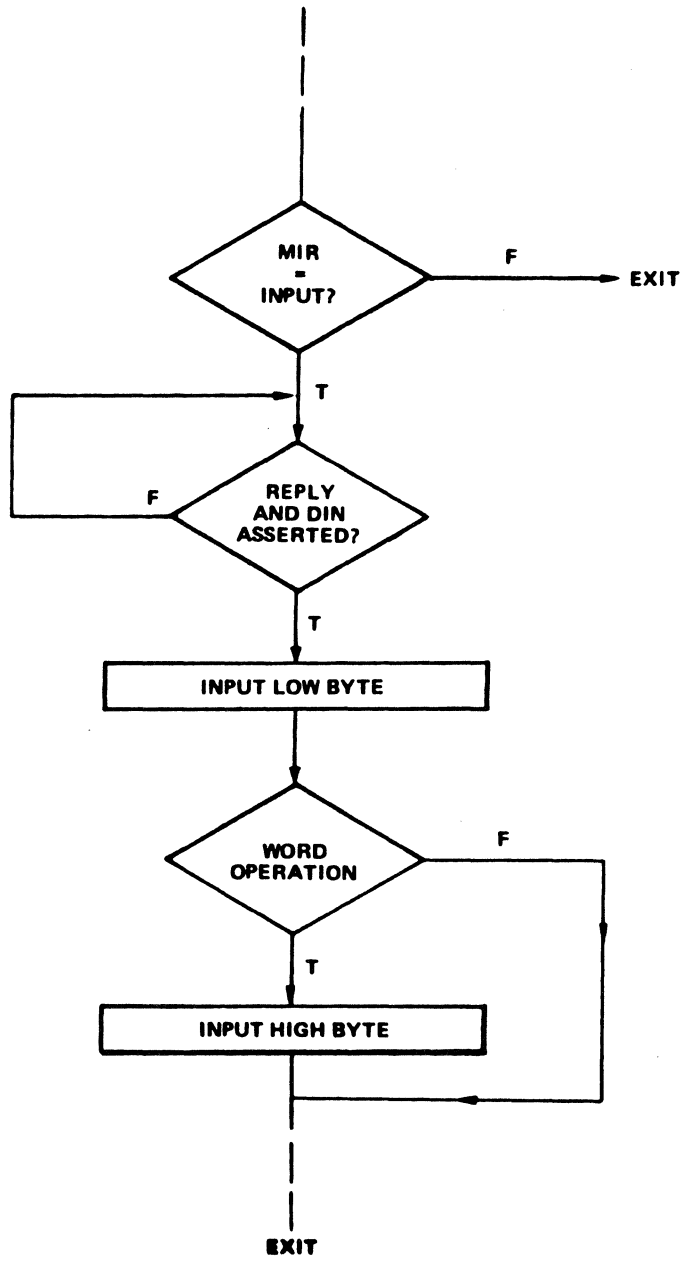 MIR
=
INPUT?
F
EXIT
T
REPLY
AND DIN
ASSERTED?
F
T
INPUT LOW BYTE
WORD
OPERATION
F
T
INPUT HIGH BYTE
EXIT